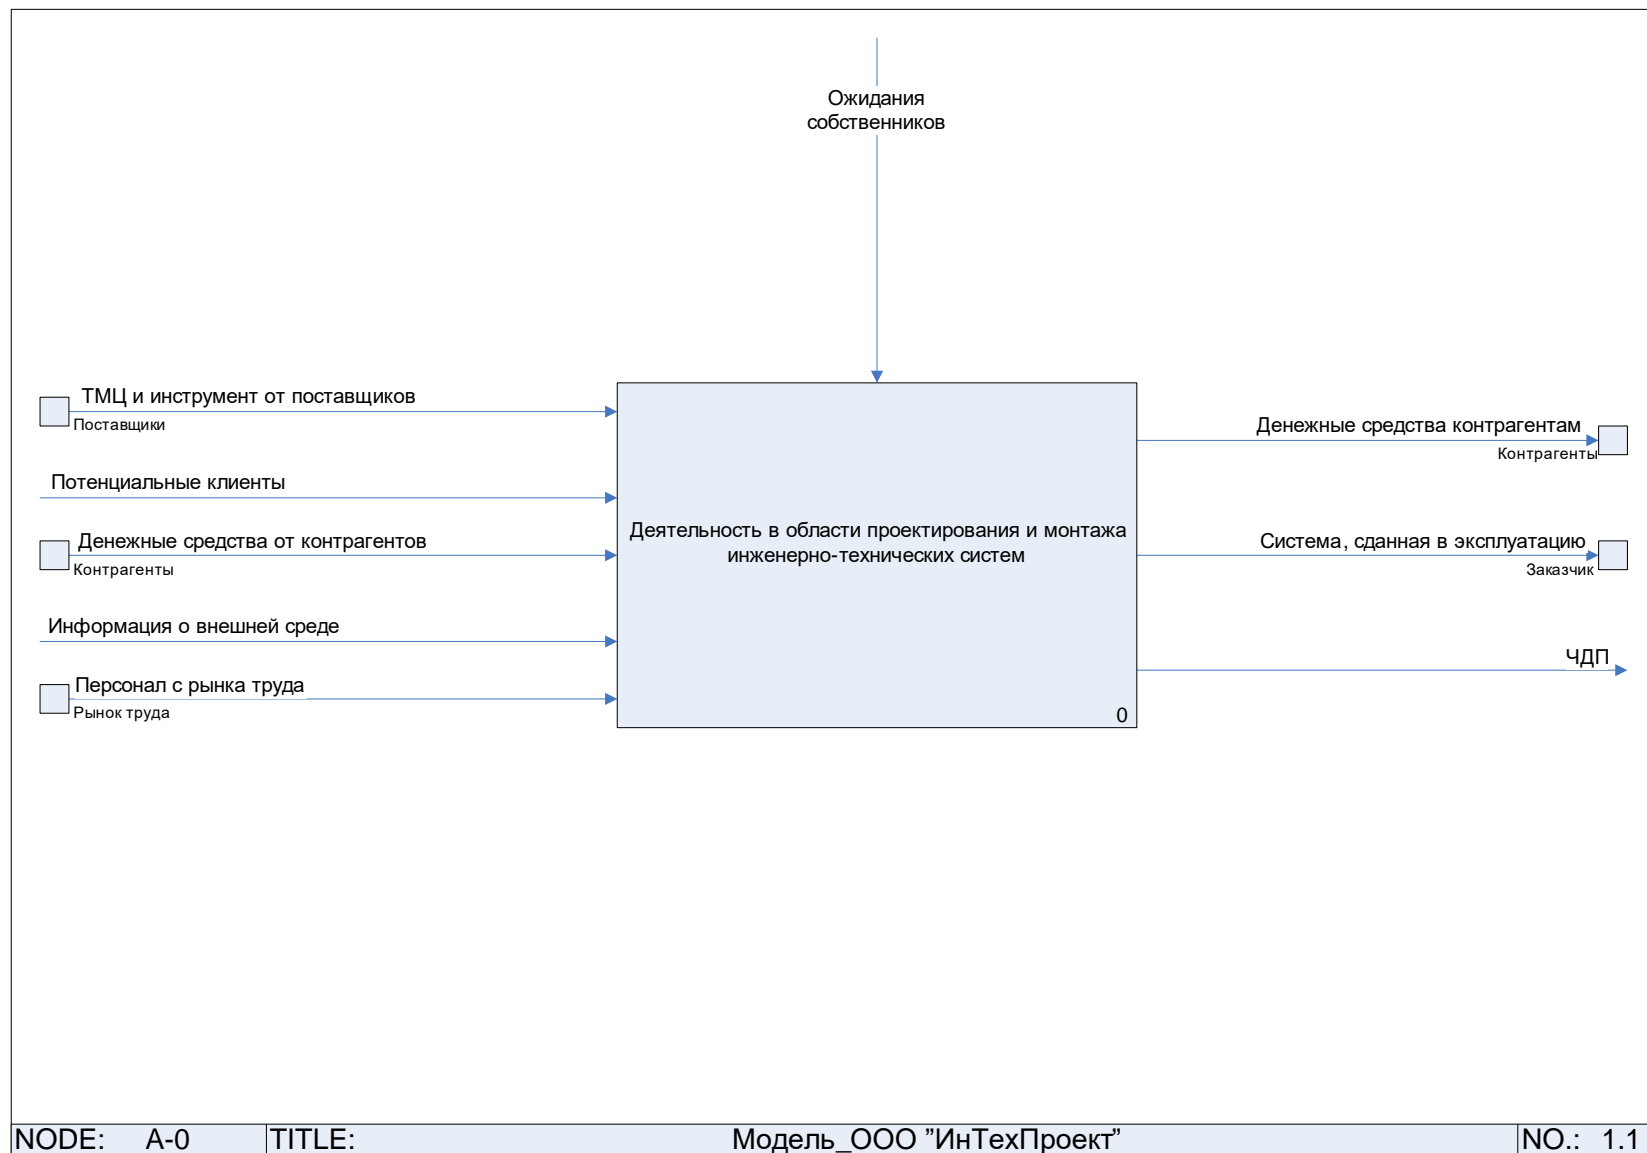 Ожидания
собственников
ТМЦ и инструмент от поставщиков
Поставщики
Потенциальные клиенты
Денежные средства от контрагентов
Контрагенты
Информация о внешней среде
Персонал с рынка труда
Рынок труда
Деятельность в области проектирования и монтажа
инженерно-технических систем
0
Денежные средства контрагентам
Контрагенты
Система, сданная в эксплуатацию
Заказчик
ЧДП
NODE: A-0 TITLE: Модель_ООО ”ИнТехПроект” NO.: 1.1